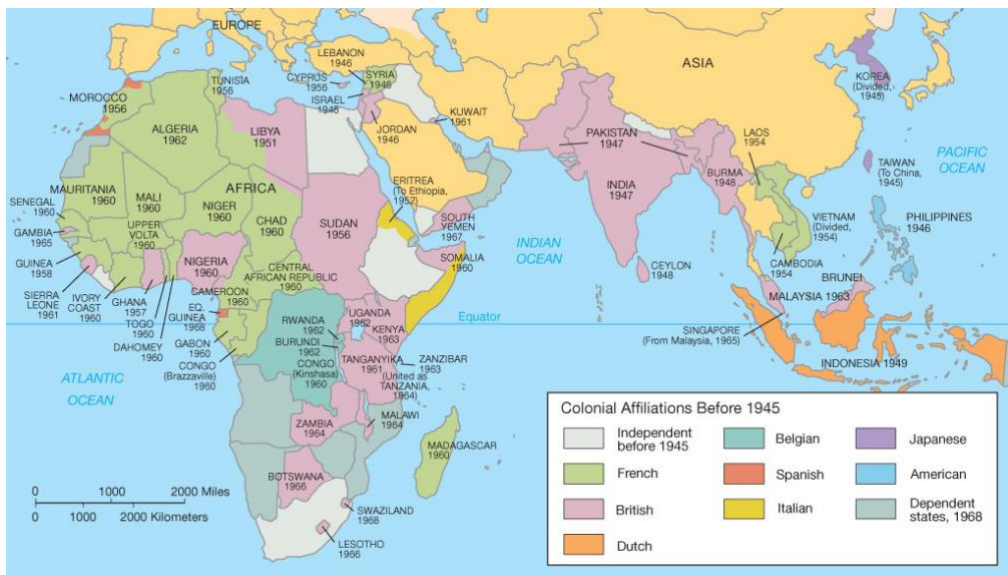 EUROPE
ASIA
LEBANON
1946
CYPRUS
1956
SYRIA
1946
TUNISIA
1956
ISRAEL
1946
KOREA
(Divided,
1945)
MOROCCO
1956
KUWAIT
1961
ALGERIA
1962
LIBYA
1951
JORDAN
1946
PAKISTAN
1947
LAOS
1954
TAIWAN
(To China,
1945)
PACIFIC
OCEAN
ERITREA
(To Ethiopia,
1952)
BURMA
1948
INDIA
1947
MAURITANIA
1960
MALI
1960
NIGER
1960
AFRICA
CHAD
1960
SENEGAL
1960
GAMBIA
1965
UPPER
VOLTA
1960
SUDAN
1956
SOUTH
YEMEN
1967
VIETNAM
(Divided,
1954)
PHILIPPINES
1946
INDIAN
OCEAN
GUINEA
1958
NIGERIA
1960
SOMALIA
1960
CEYLON
1948
CAMBODIA
1954
CENTRAL
AFRICAN REPUBLIC
1960
CAMEROON
1960
BRUNEI
MALAYSIA 1963
SIERRA
LEONE
1961
IVORY
COAST
1960
GHANA
1957
TOGO
1960
DAHOMEY
1960
EQ.
GUINEA
1968
GABON
1960
CONGO
(Brazzaville)
1960
RWANDA
1962
UGANDA
1962
KENYA
1963
BURUNDI
1962
CONGO
(Kinshasa)
1960
TANGANYIKA
1961
(United as
TANZANIA,
1964)
ZANZIBAR
1963
Equator
SINGAPORE
(From Malaysia, 1965)
INDONESIA 1949
ATLANTIC
OCEAN
ZAMBIA
1964
MALAWI
1964
MADAGASCAR
1960
BOTSWANA
1966
SWAZILAND
1968
LESOTHO
1966
0 1000 2000 Miles
0 1000 2000 Kilometers
Colonial Affiliations Before 1945
Independent
before 1945
French
British
Dutch
Belgian
Spanish
Italian
Japanese
American
Dependent
states, 1968